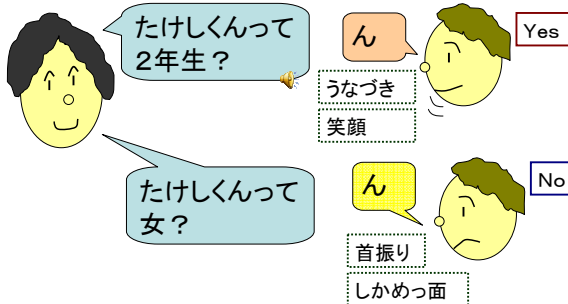 たけしくんって
2年生?
ん
Yes
うなづき
笑顔
たけしくんって
女?
ん
No
首振り
しかめっ面